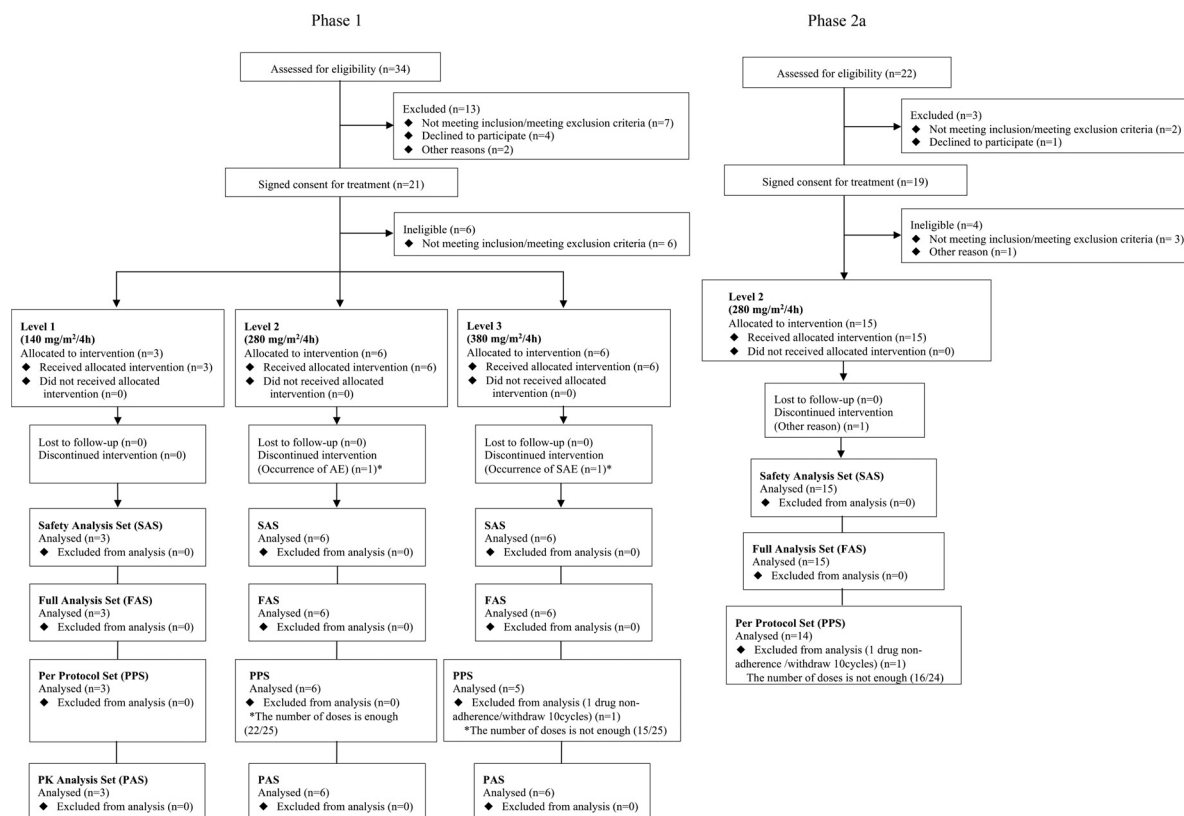 Phase 1
Assessed for eligibility (n=34)
Excluded (n=13)
◆ Not meeting inclusion/meeting exclusion criteria (n=7)
◆ Declined to participate (n=4)
◆ Other reasons (n=2)
Signed consent for treatment (n=21)
Ineligible (n=6)
◆ Not meeting inclusion/meeting exclusion criteria (n= 6)
Level 1
(140 mg/m²/4h)
Allocated to intervention (n=3)
◆ Received allocated intervention (n=3)
◆ Did not received allocated
intervention (n=0)
Lost to follow-up (n=0)
Discontinued intervention (n=0)
Safety Analysis Set (SAS)
Analysed (n=3)
◆ Excluded from analysis (n=0)
Full Analysis Set (FAS)
Analysed (n=3)
◆ Excluded from analysis (n=0)
Per Protocol Set (PPS)
Analysed (n=3)
◆ Excluded from analysis (n=0)
PK Analysis Set (PAS)
Analysed (n=3)
◆ Excluded from analysis (n=0)
Level 2
(280 mg/m²/4h)
Allocated to intervention (n=6)
◆ Received allocated intervention (n=6)
◆ Did not received allocated
intervention (n=0)
Lost to follow-up (n=0)
Discontinued intervention
(Occurrence of AE) (n=1)*
SAS
Analysed (n=6)
◆ Excluded from analysis (n=0)
FAS
Analysed (n=6)
◆ Excluded from analysis (n=0)
PPS
Analysed (n=6)
◆ Excluded from analysis (n=0)
*The number of doses is enough
(22/25)
PAS
Analysed (n=6)
◆ Excluded from analysis (n=0)
Level 3
(380 mg/m²/4h)
Allocated to intervention (n=6)
◆ Received allocated intervention (n=6)
◆ Did not received allocated
intervention (n=0)
Lost to follow-up (n=0)
Discontinued intervention
(Occurrence of SAE (n=1)*
SAS
Analysed (n=6)
◆ Excluded from analysis (n=0)
FAS
Analysed (n=6)
◆ Excluded from analysis (n=0)
PPS
Analysed (n=5)
◆ Excluded from analysis (1 drug non-
adherence/withdraw 10cycles) (n=1)
*The number of doses is not enough (15/25)
PAS
Analysed (n=6)
◆ Excluded from analysis (n=0)
Phase 2a
Assessed for eligibility (n=22)
Excluded (n=3)
◆ Not meeting inclusion/meeting exclusion criteria (n=2)
◆ Declined to participate (n=1)
Signed consent for treatment (n=19)
Ineligible (n=4)
◆ Not meeting inclusion/meeting exclusion criteria (n= 3)
◆ Other reason (n=1)
Level 2
(280 mg/m²/4h)
Allocated to intervention (n=15)
◆ Received allocated intervention (n=15)
◆ Did not received allocated intervention (n=0)
Lost to follow-up (n=0)
Discontinued intervention
(Other reason) (n=1)
Safety Analysis Set (SAS)
Analysed (n=15)
◆ Excluded from analysis (n=0)
Full Analysis Set (FAS)
Analysed (n=15)
◆ Excluded from analysis (n=0)
Per Protocol Set (PPS)
Analysed (n=14)
◆ Excluded from analysis (1 drug non-
adherence /withdraw 10cycles) (n=1)
The number of doses is not enough (16/24)